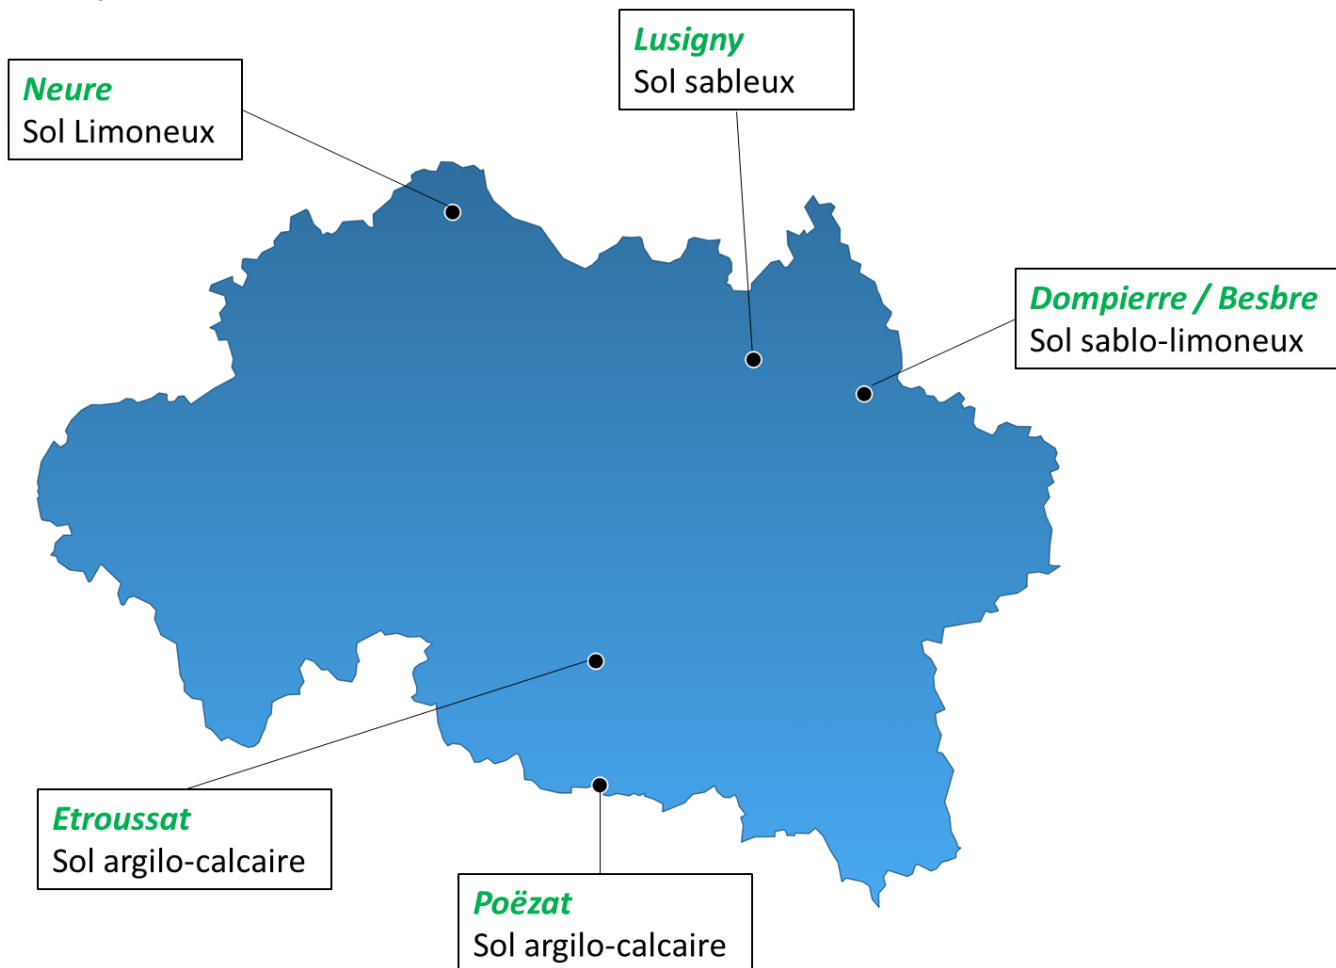 Lusigny
Sol sableux
Neure
Sol Limoneux
Dompierre / Besbre
Sol sablo-limoneux
Etroussat
Sol argilo-calcaire
Poëzat
Sol argilo-calcaire